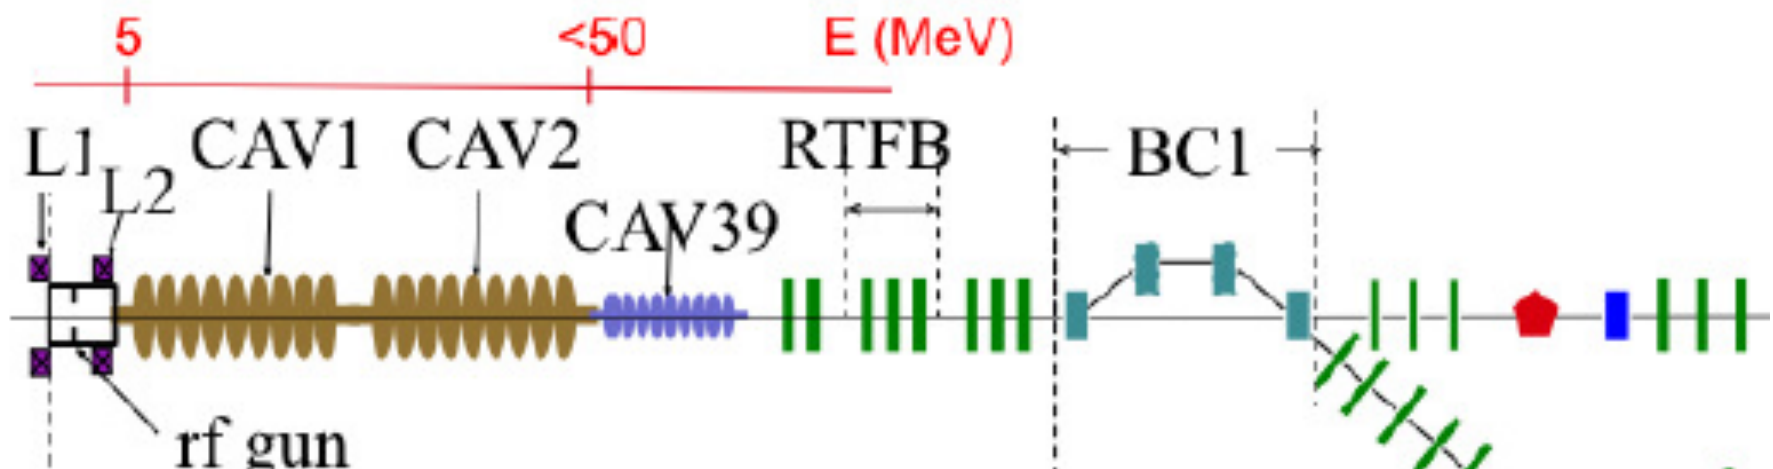 5 <50 E (MeV)
L1 CAV1 CAV2 RTFB BC1
L2
CAV39
rf gun